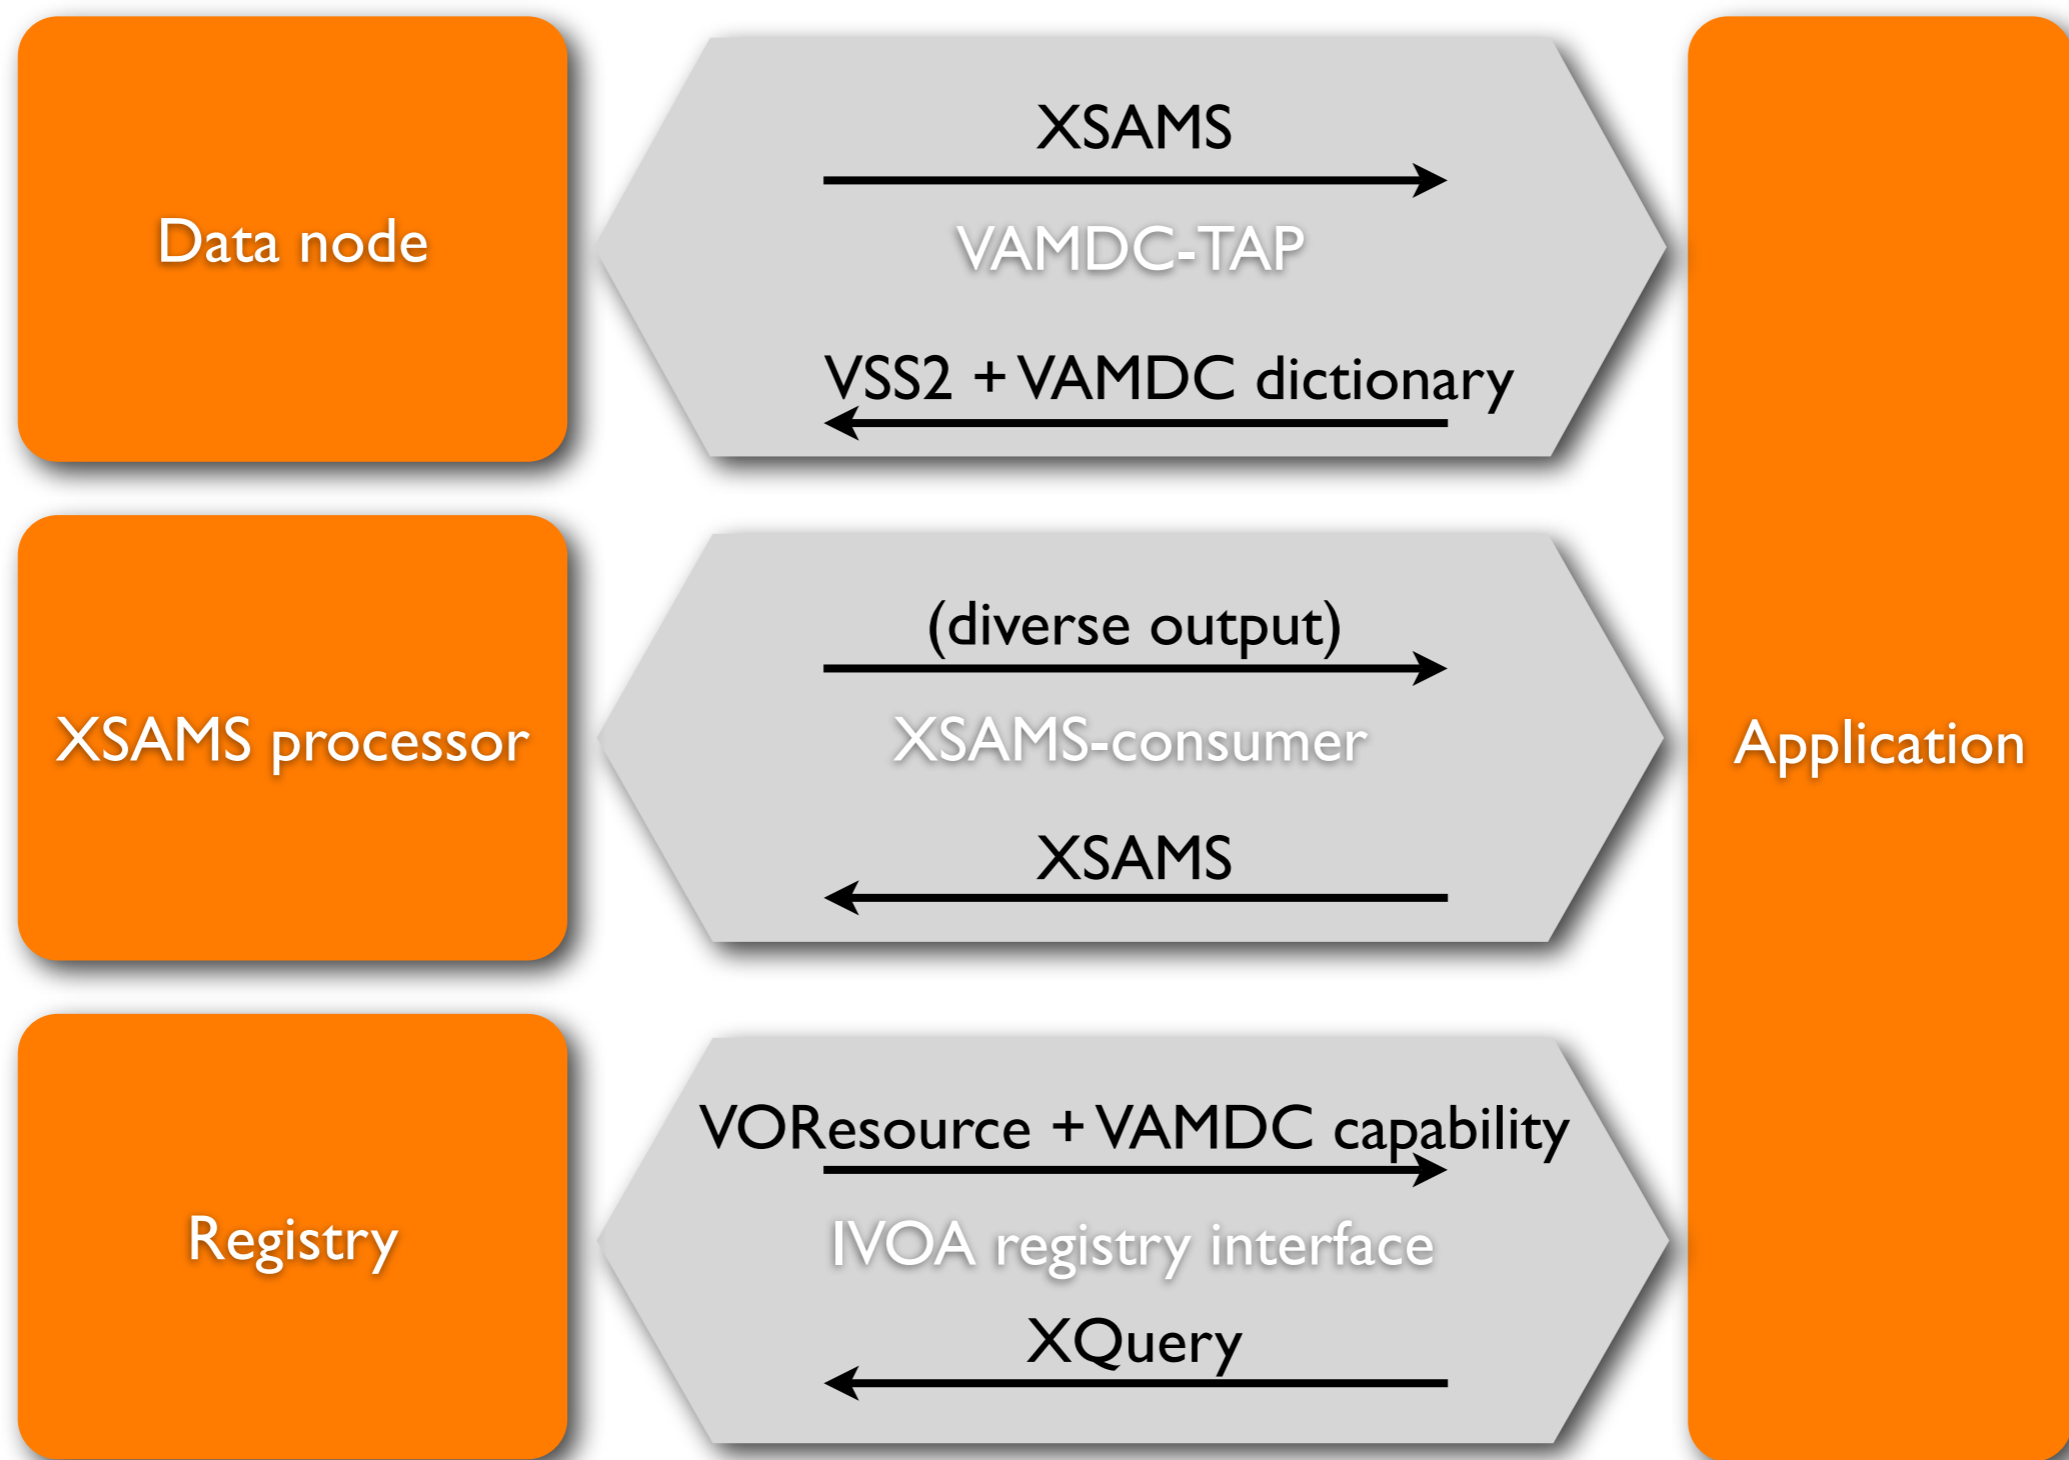 Data node
XSAMS
VAMDC-TAP
VSS2 + VAMDC dictionary
XSAMS processor
(diverse output)
XSAMS-consumer
XSAMS
Application
Registry
VOResource + VAMDC capability
IVOA registry interface
XQuery